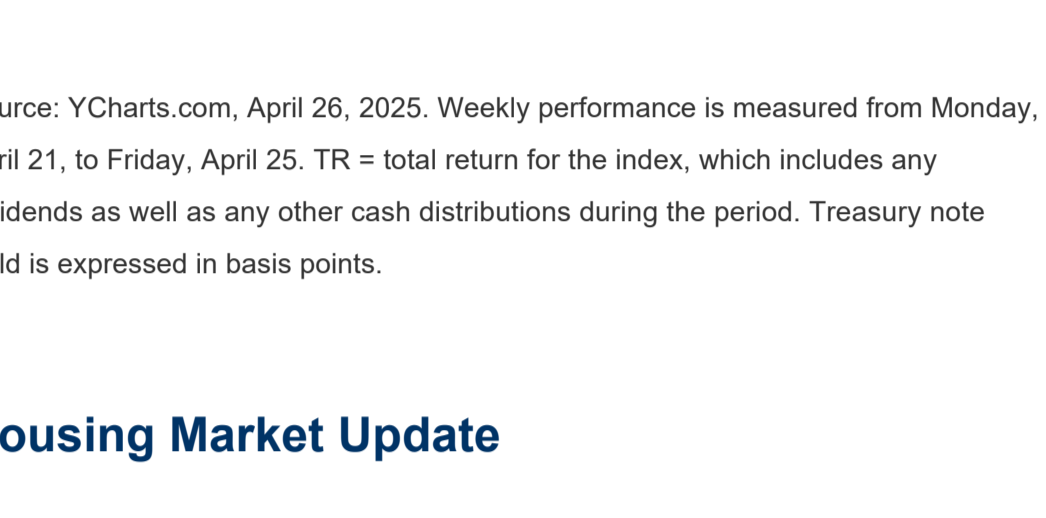 urce: YCharts.com, April 26, 2025. Weekly performance is measured from Monday,
ril 21, to Friday, April 25. TR = total return for the index, which includes any
idends as well as any other cash distributions during the period. Treasury note
ld is expressed in basis points.
ousing Market Update